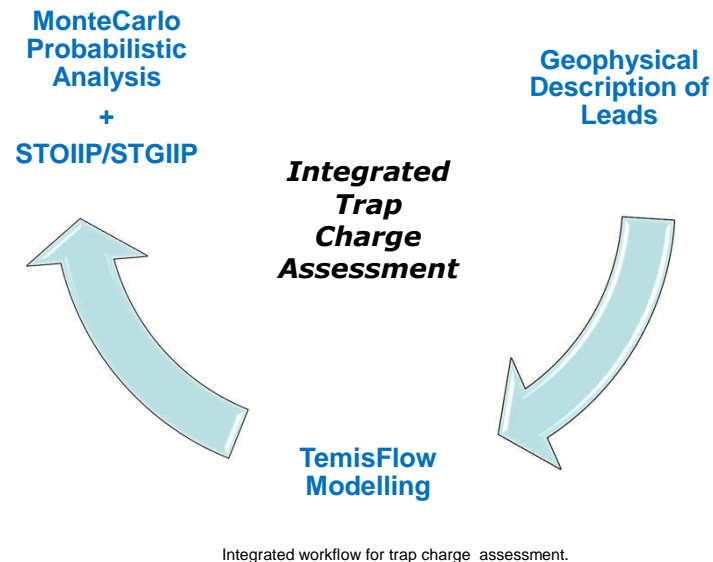 MonteCarlo
Probabilistic
Analysis
+
STOIIP/STGIIP
Geophysical
Description of
Leads
Integrated
Trap
Charge
Assessment
TemisFlow
Modelling
Integrated workflow for trap charge assessment.